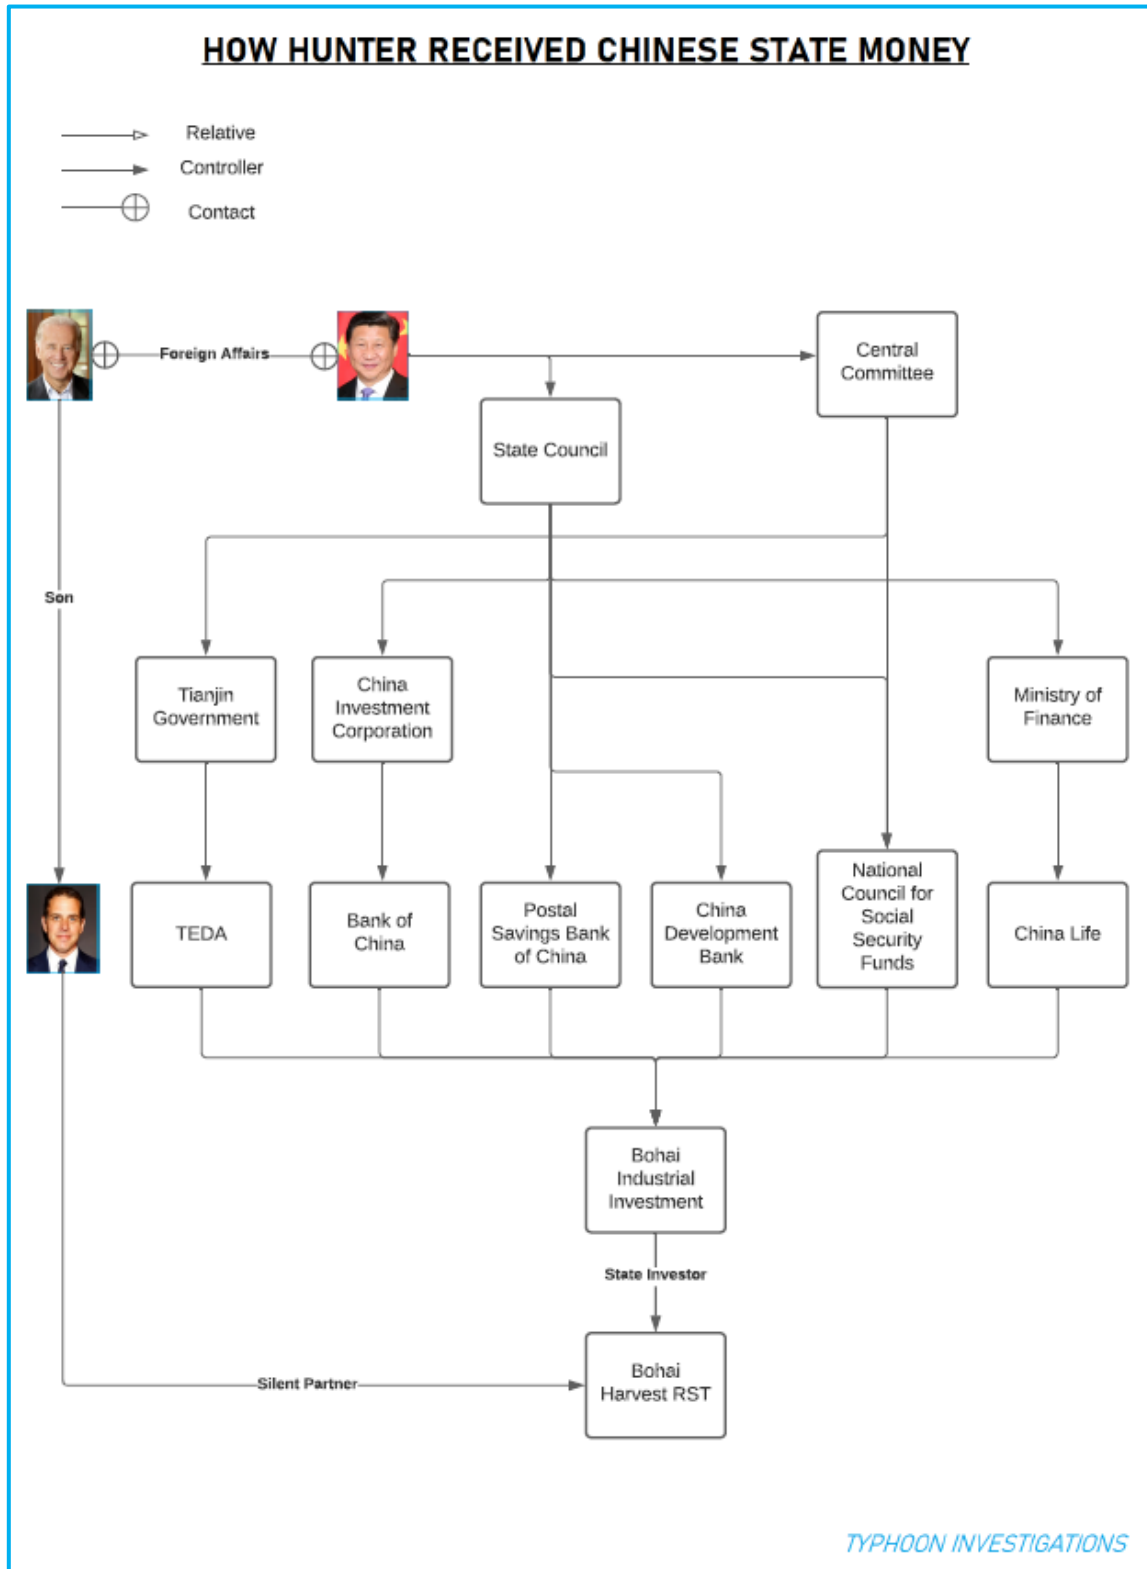 HOW HUNTER RECEIVED CHINESE STATE MONEY
Relative
Controller
Contact
Foreign Affairs
Central
Committee
State Council
Son
Tianjin
Government
China
Investment
Corporation
Ministry of
Finance
TEDA
Bank of
China
Postal
Savings Bank
of China
China
Development
Bank
National
Council for
Social
Security
Funds
China Life
Bohai
Industrial
Investment
State Investor
Silent Partner
Bohai
Harvest RST
TYPHOON INVESTIGATIONS